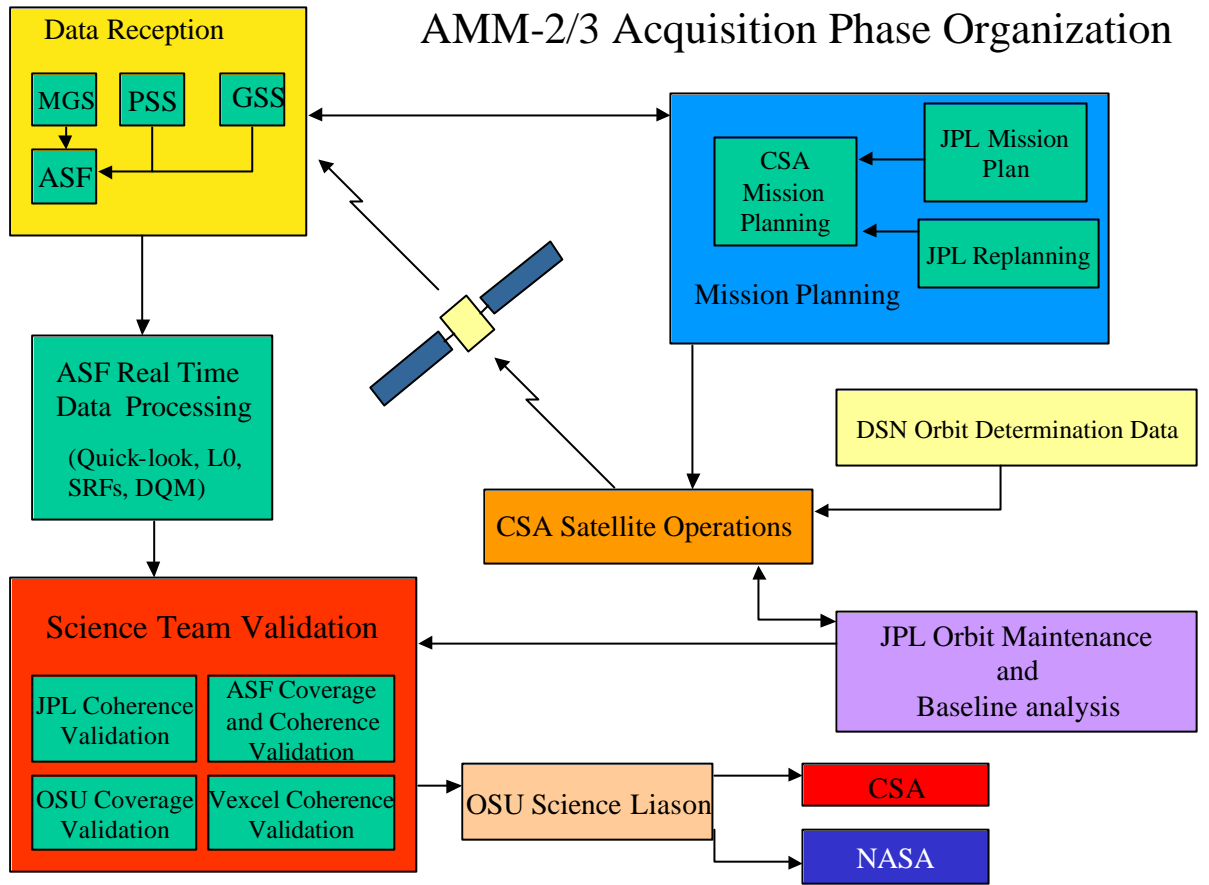 AMM-2/3 Acquisition Phase Organization
Data Reception
MGS
PSS
GSS
ASF
CSA
Mission
Planning
JPL Mission
Plan
JPL Replanning
Mission Planning
ASF Real Time
Data Processing
(Quick-look, L0,
SRFs, DQM)
DSN Orbit Determination Data
CSA Satellite Operations
Science Team Validation
JPL Coherence
Validation
ASF Coverage
and Coherence
Validation
OSU Coverage
Validation
Vexcel Coherence
Validation
JPL Orbit Maintenance
and
Baseline analysis
OSU Science Liason
CSA
NASA